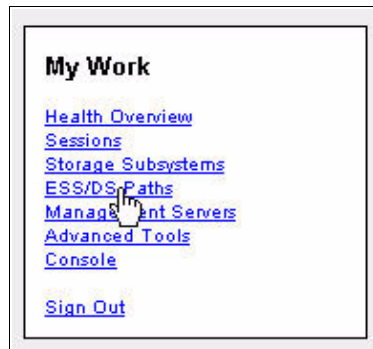 My Work
Health Overview
Sessions
Storage Subsystems
ESS/DS Paths
Management Servers
Advanced Tools
Console
Sign Out